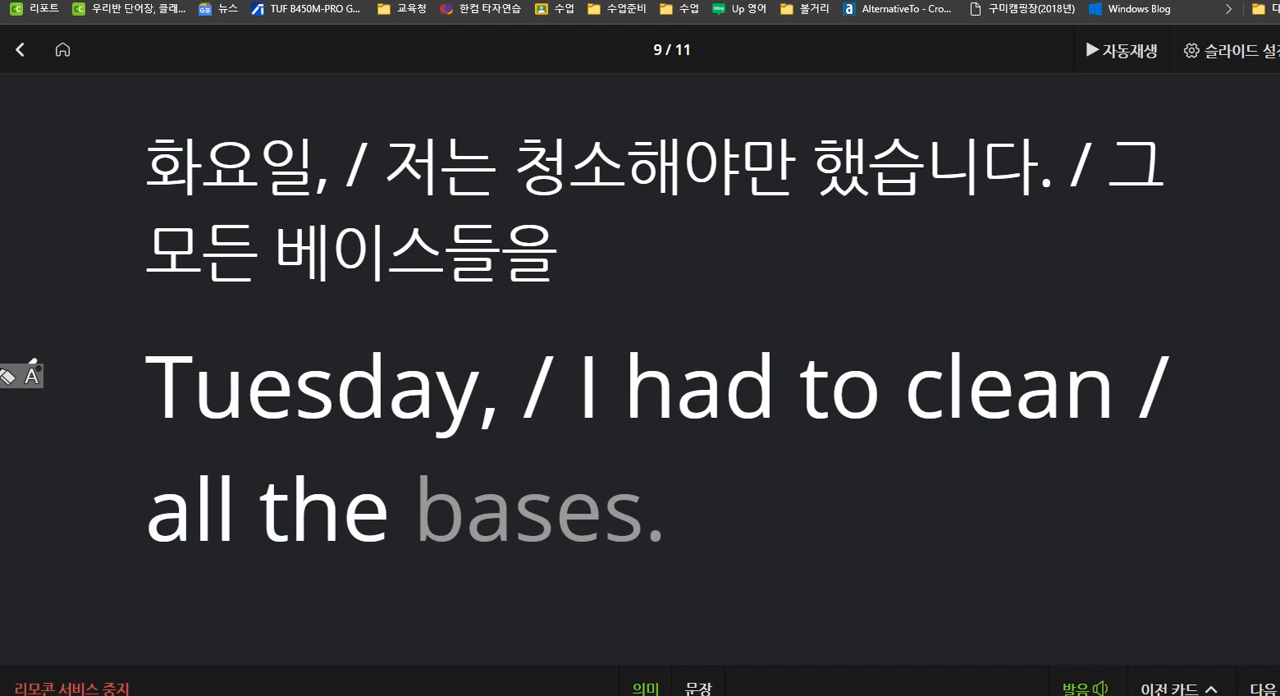 리포트 우리반 단어장, 클래... 뉴스 TUF B450M-PRO G... 교육청 한컴 타자연습 수업 수업준비 수업 Up 영어 볼거리 AlternativeTo - Cro... 구미캠핑장(2018년) Windows Blog
9 / 11 자동재생 슬라이드 설정
화요일, / 저는 청소해야만 했습니다. / 그
모든 베이스들을
Tuesday, / I had to clean /
A
all the bases.
리모콘 서비스 중지 의미 문장 발음 이전 카드 다음